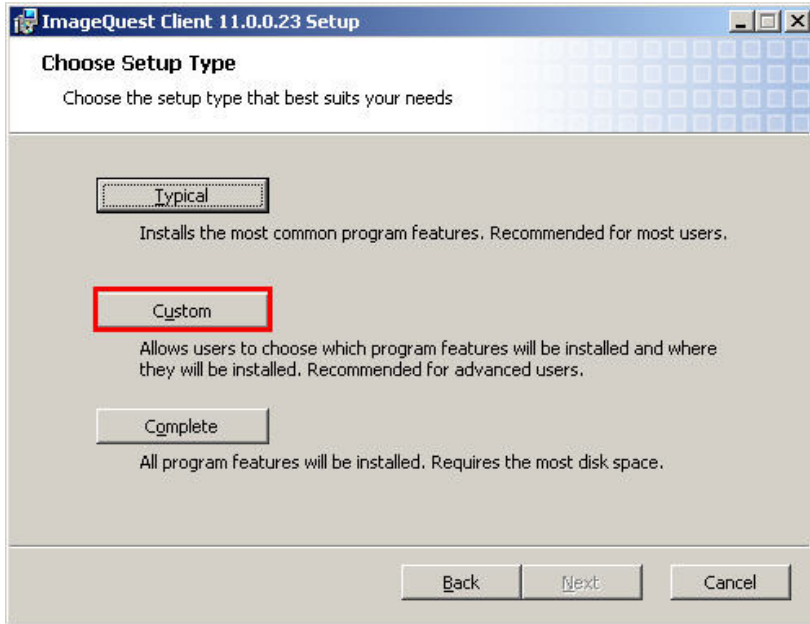 ImageQuest Client 11.0.0.23 Setup
Choose Setup Type
Choose the setup type that best suits your needs
Typical
Installs the most common program features. Recommended for most users.
Custom
Allows users to choose which program features will be installed and where
they will be installed. Recommended for advanced users.
Complete
All program features will be installed. Requires the most disk space.
Back Next Cancel